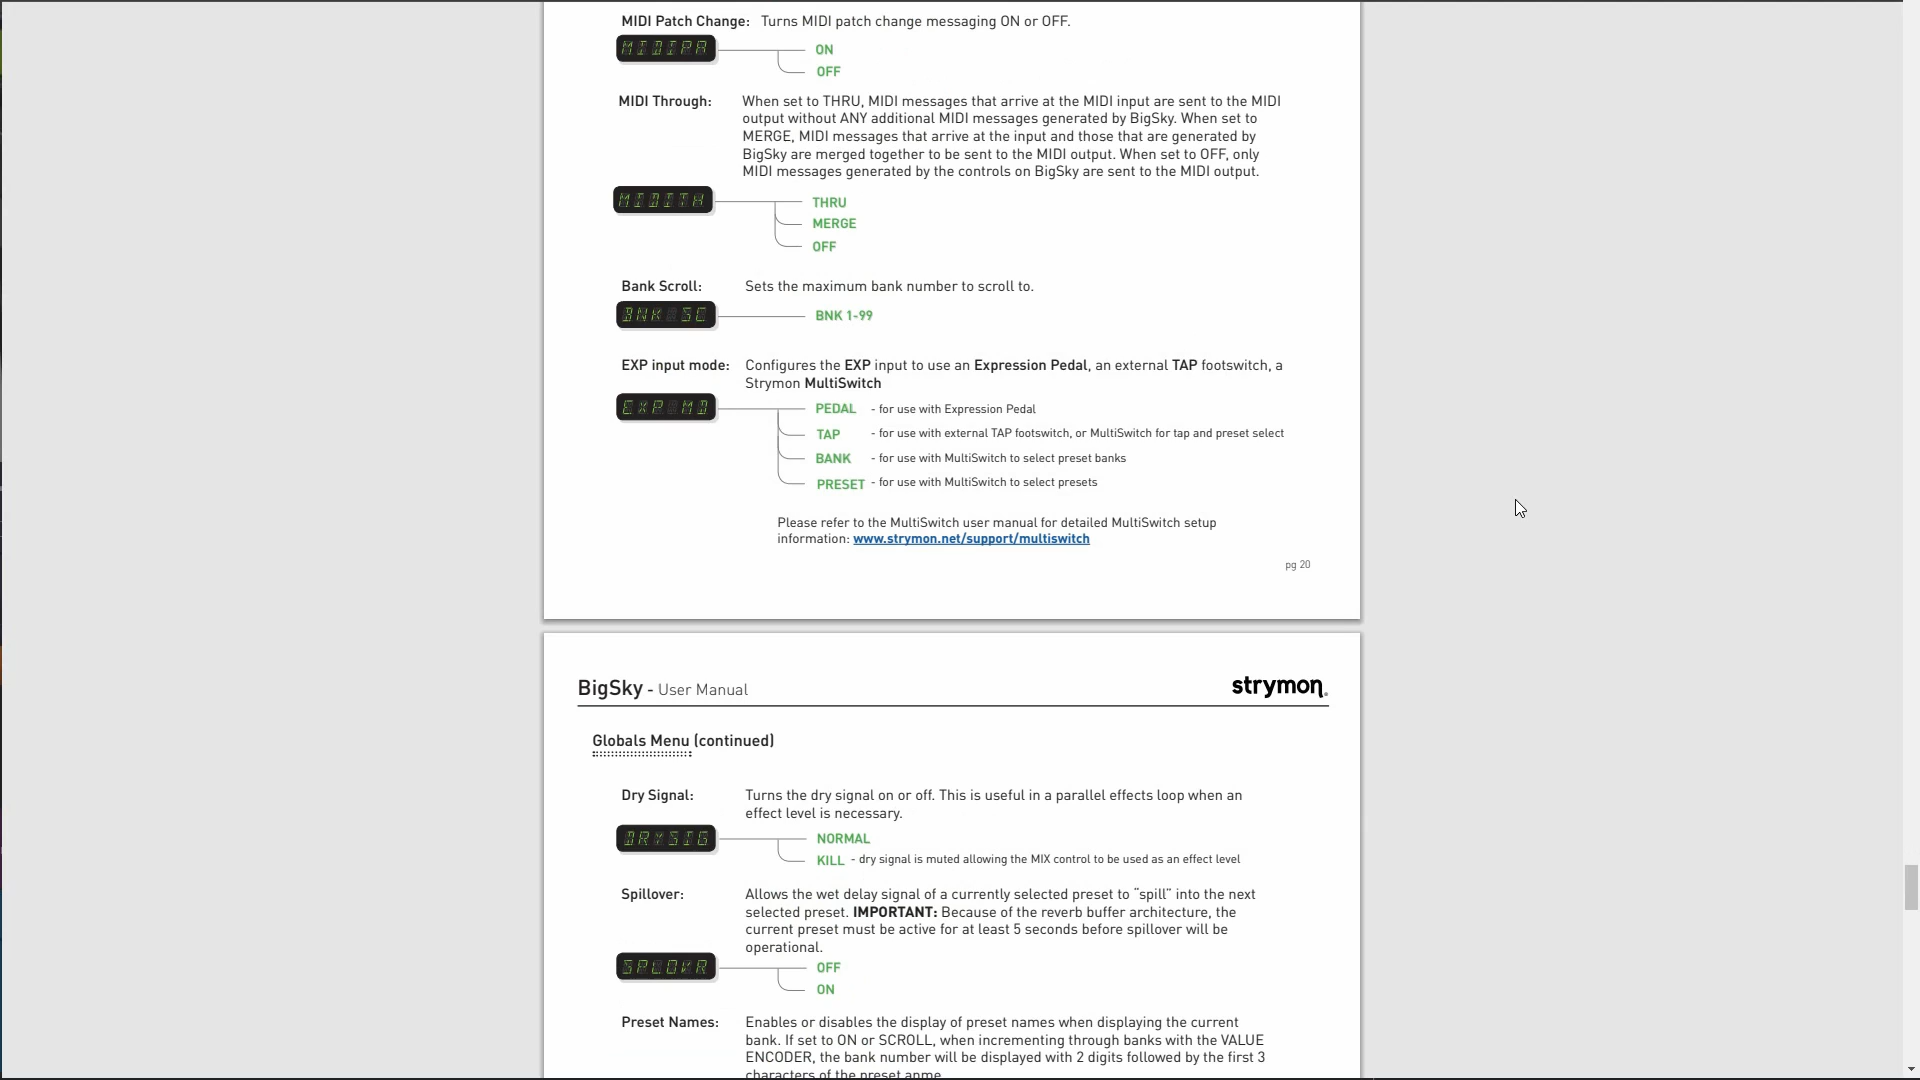 MIDI Patch Change: Turns MIDI patch change messaging ON or OFF.
MIDIPA
ON
OFF
MIDI Through: When set to THRU, MIDI messages that arrive at the MIDI input are sent to the MIDI
output without ANY additional MIDI messages generated by BigSky. When set to
MERGE, MIDI messages that arrive at the input and those that are generated by
BigSky are merged together to be sent to the MIDI output. When set to OFF, only
MIDI messages generated by the controls on BigSky are sent to the MIDI output.
MIDITH
THRU
MERGE
OFF
Bank Scroll: Sets the maximum bank number to scroll to.
BNK SC
BNK 1-99
EXP input mode: Configures the EXP input to use an Expression Pedal, an external TAP footswitch, a
Strymon MultiSwitch
EXP MD
PEDAL - for use with Expression Pedal
TAP - for use with external TAP footswitch, or MultiSwitch for tap and preset select
BANK - for use with MultiSwitch to select preset banks
PRESET - for use with MultiSwitch to select presets
Please refer to the MultiSwitch user manual for detailed MultiSwitch setup
information: www.strymon.net/support/multiswitch
pg 20
BigSky - User Manual
strymon®
Globals Menu (continued)
Dry Signal: Turns the dry signal on or off. This is useful in a parallel effects loop when an
effect level is necessary.
DRYSIG
NORMAL
KILL - dry signal is muted allowing the MIX control to be used as an effect level
Spillover: Allows the wet delay signal of a currently selected preset to “spill” into the next
selected preset. IMPORTANT: Because of the reverb buffer architecture, the
current preset must be active for at least 5 seconds before spillover will be
operational.
SPLOVR
OFF
ON
Preset Names: Enables or disables the display of preset names when displaying the current
bank. If set to ON or SCROLL, when incrementing through banks with the VALUE
ENCODER, the bank number will be displayed with 2 digits followed by the first 3
characters of the preset anme